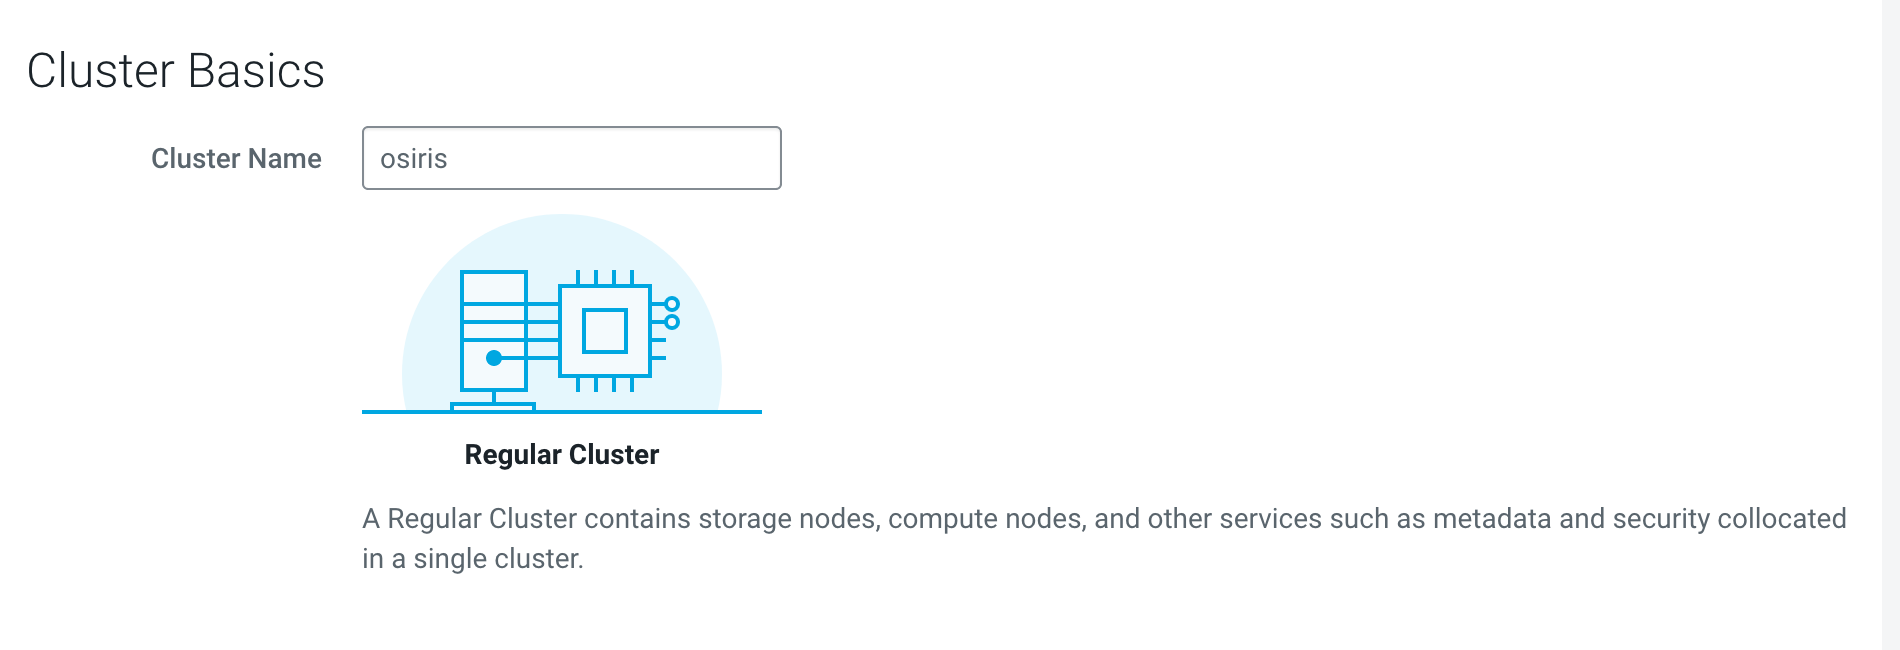 Cluster Basics
Cluster Name
osiris
Regular Cluster
A Regular Cluster contains storage nodes, compute nodes, and other services such as metadata and security collocated
in a single cluster.